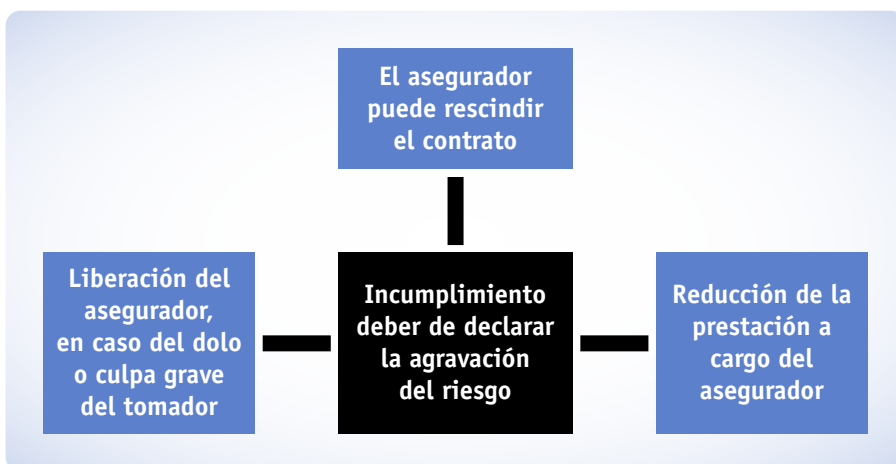 El asegurador
puede rescindir
el contrato
Liberación del
asegurador,
en caso del dolo
o culpa grave
del tomador
Incumplimiento
deber de declarar
la agravación
del riesgo
Reducción de la
prestación a
cargo del
asegurador